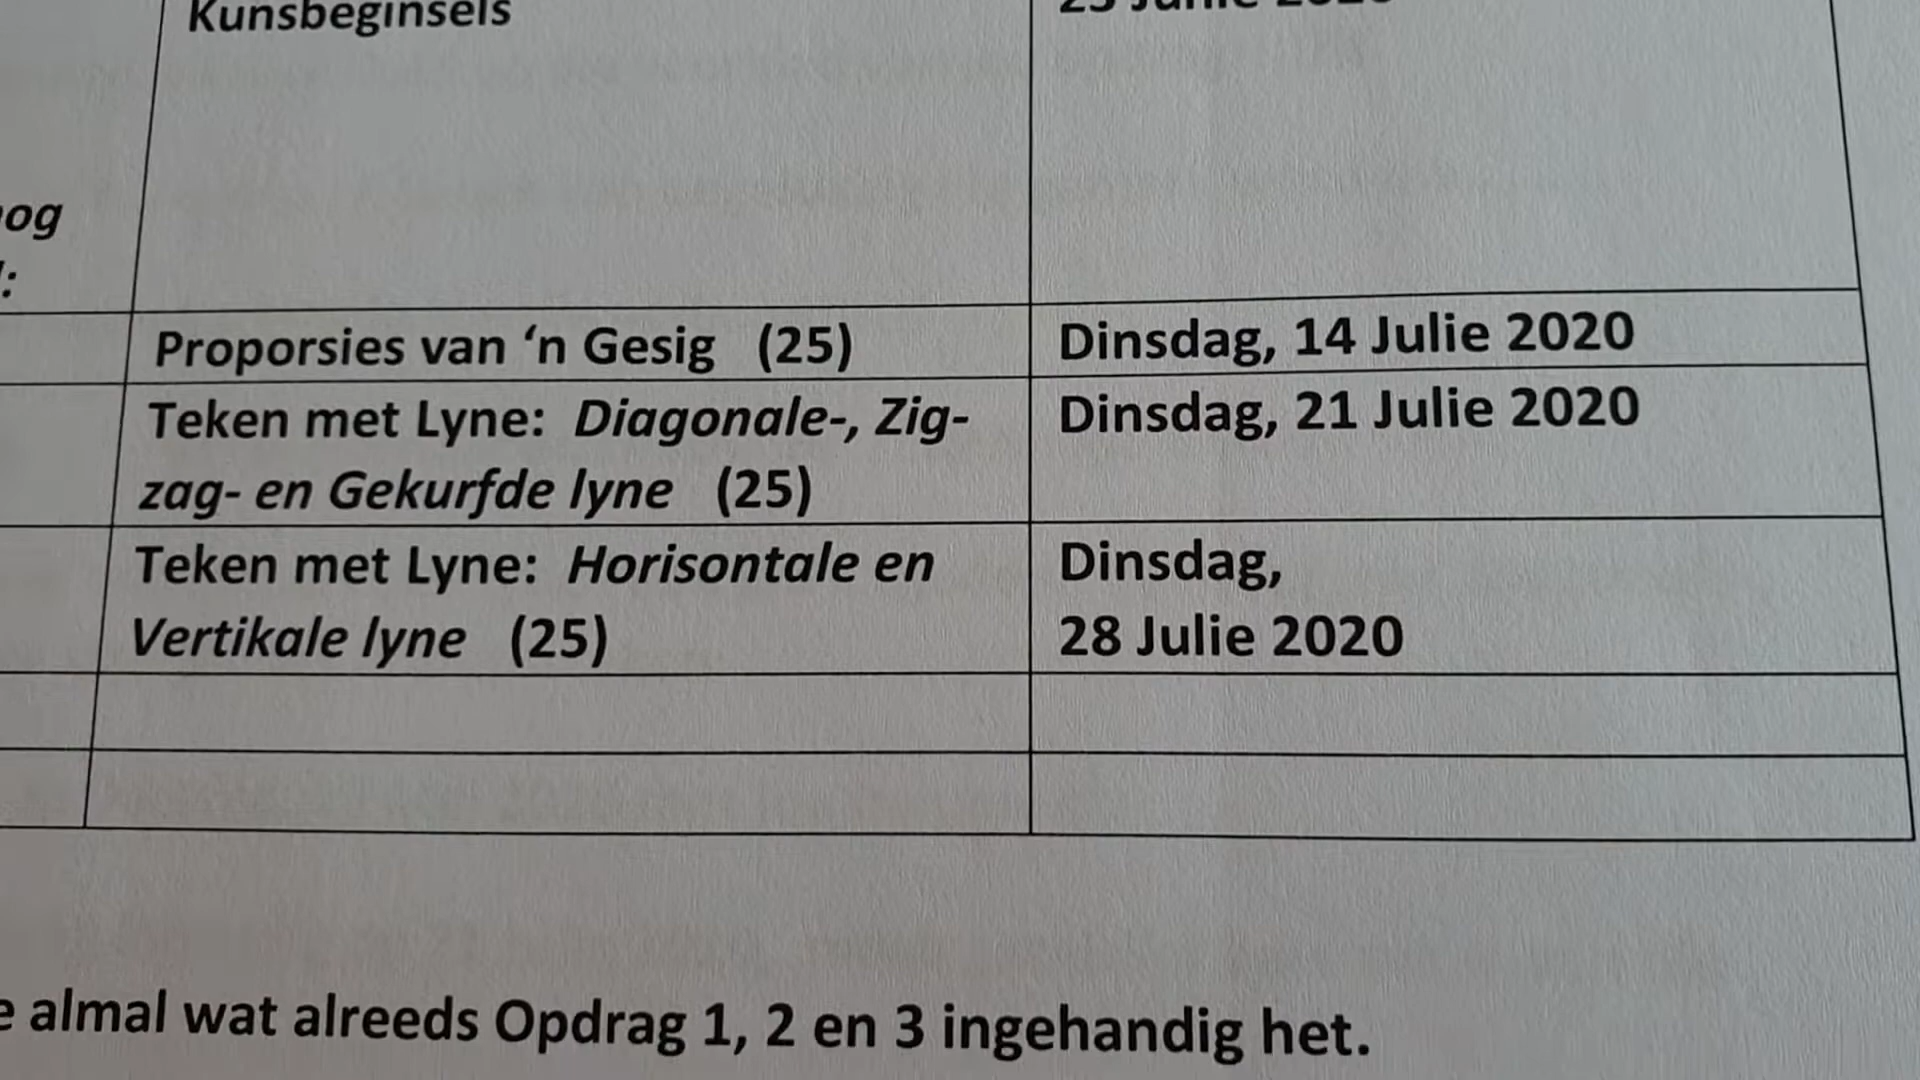 Kunsbeginsels
Proporsies van ‘n Gesig (25)
Dinsdag, 14 Julie 2020
Teken met Lyne: Diagonale-, Zig-
zag- en Gekurfde lyne (25)
Dinsdag, 21 Julie 2020
Teken met Lyne: Horisontale en
Vertikale lyne (25)
Dinsdag,
28 Julie 2020
almal wat alreeds Opdrag 1, 2 en 3 ingehandig het.